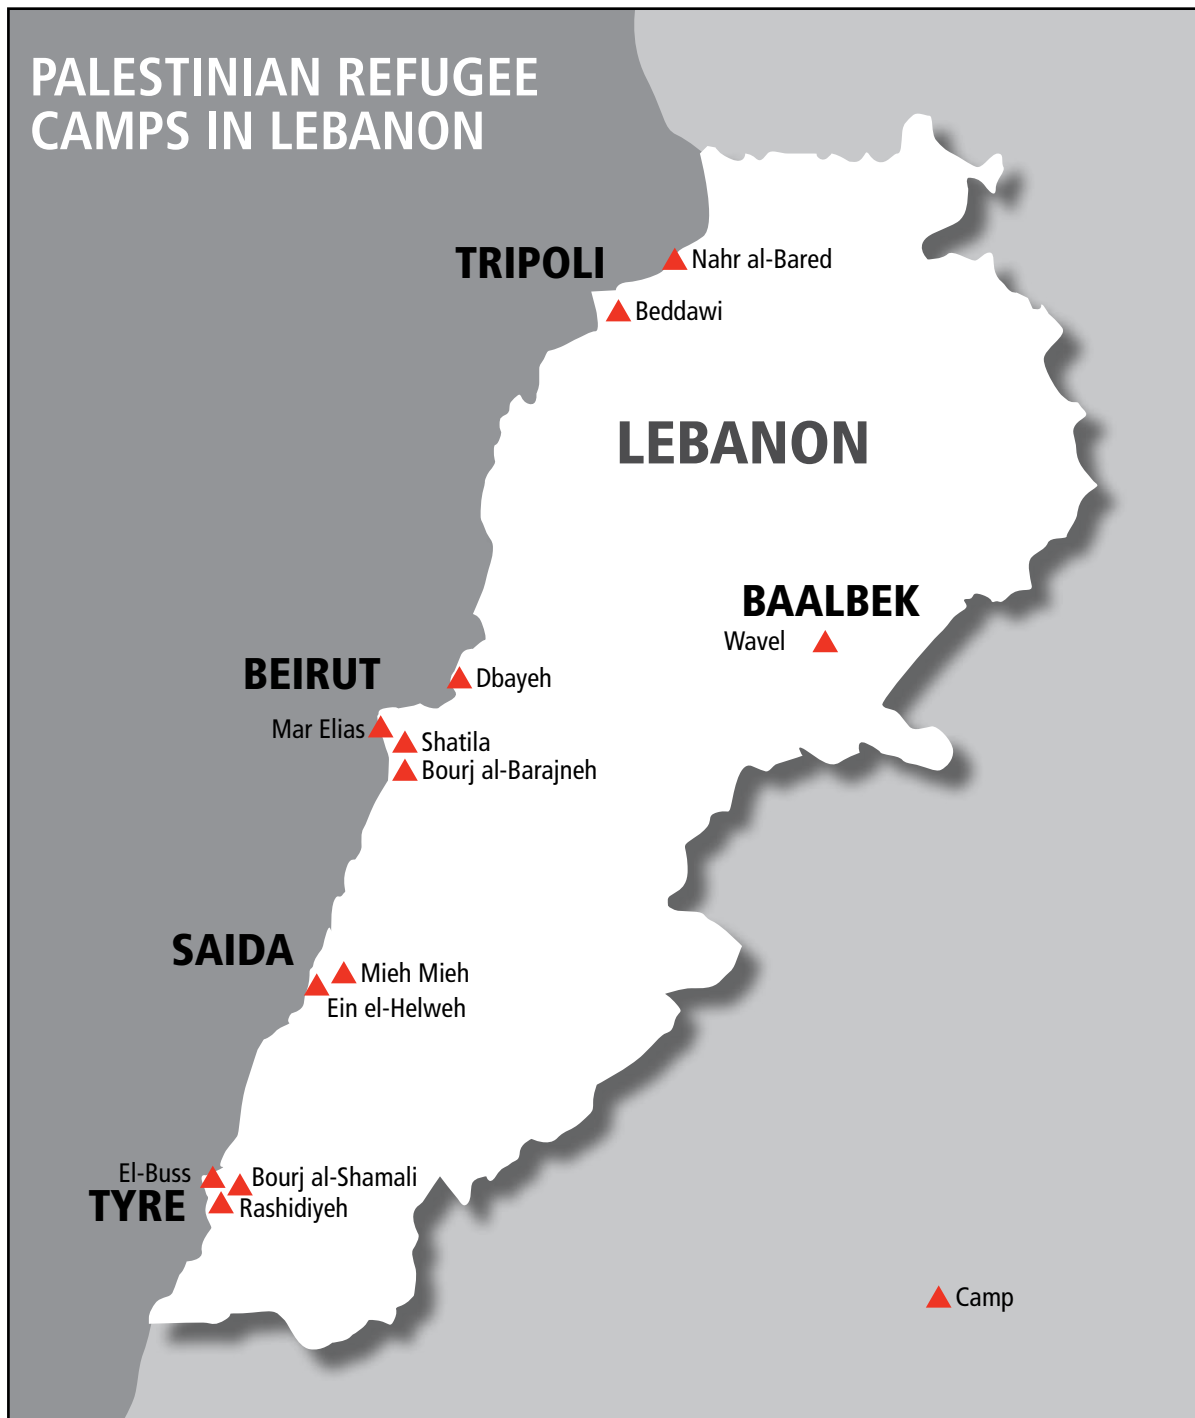 PALESTINIAN REFUGEE
CAMPS IN LEBANON
TRIPOLI
Nahr al-Bared
Beddawi
LEBANON
BAALBEK
Wavel
BEIRUT
Dbayeh
Mar Elias
Shatila
Bourj al-Barajneh
SAIDA
Mieh Mieh
Ein el-Helweh
El-Buss
Bourj al-Shamali
TYRE
Rashidiyeh
Camp